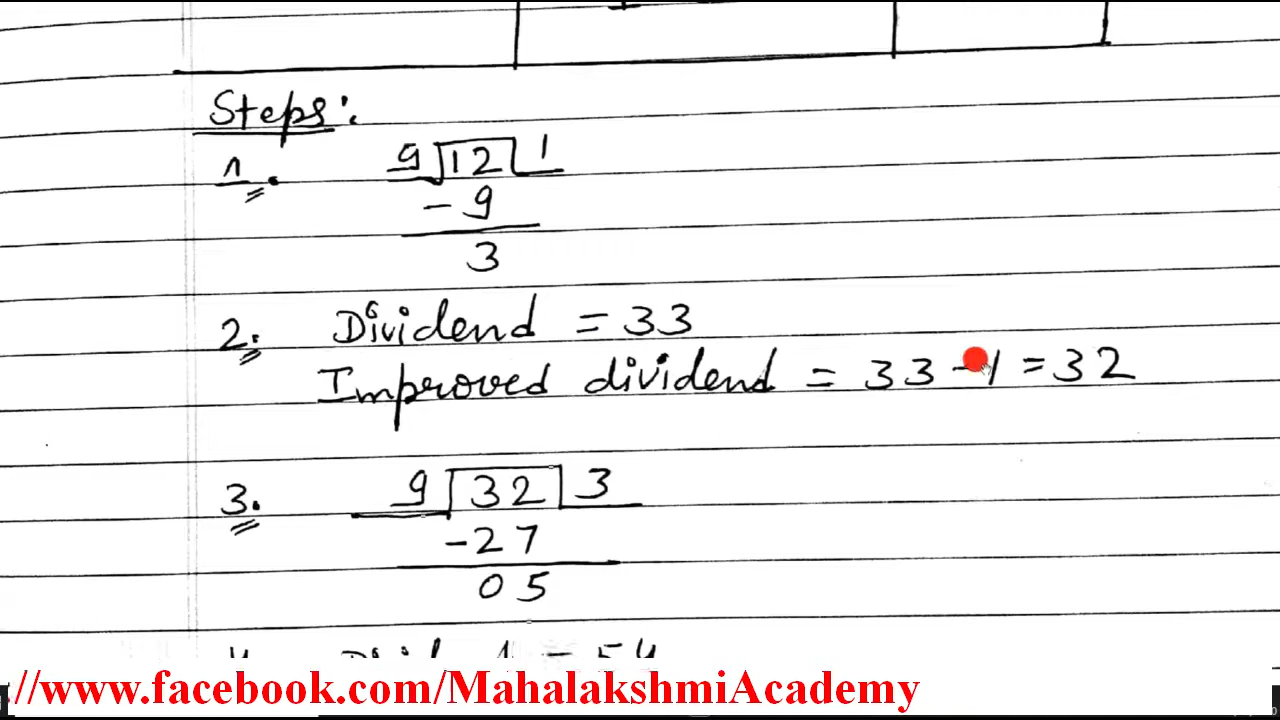 Steps:
1. 9 12 1
- 9
3
2. Dividend = 33
Improved dividend = 33 - 1 = 32
3. 9 32 3
- 27
05
= 54
://www.facebook.com/MahalakshmiAcademy